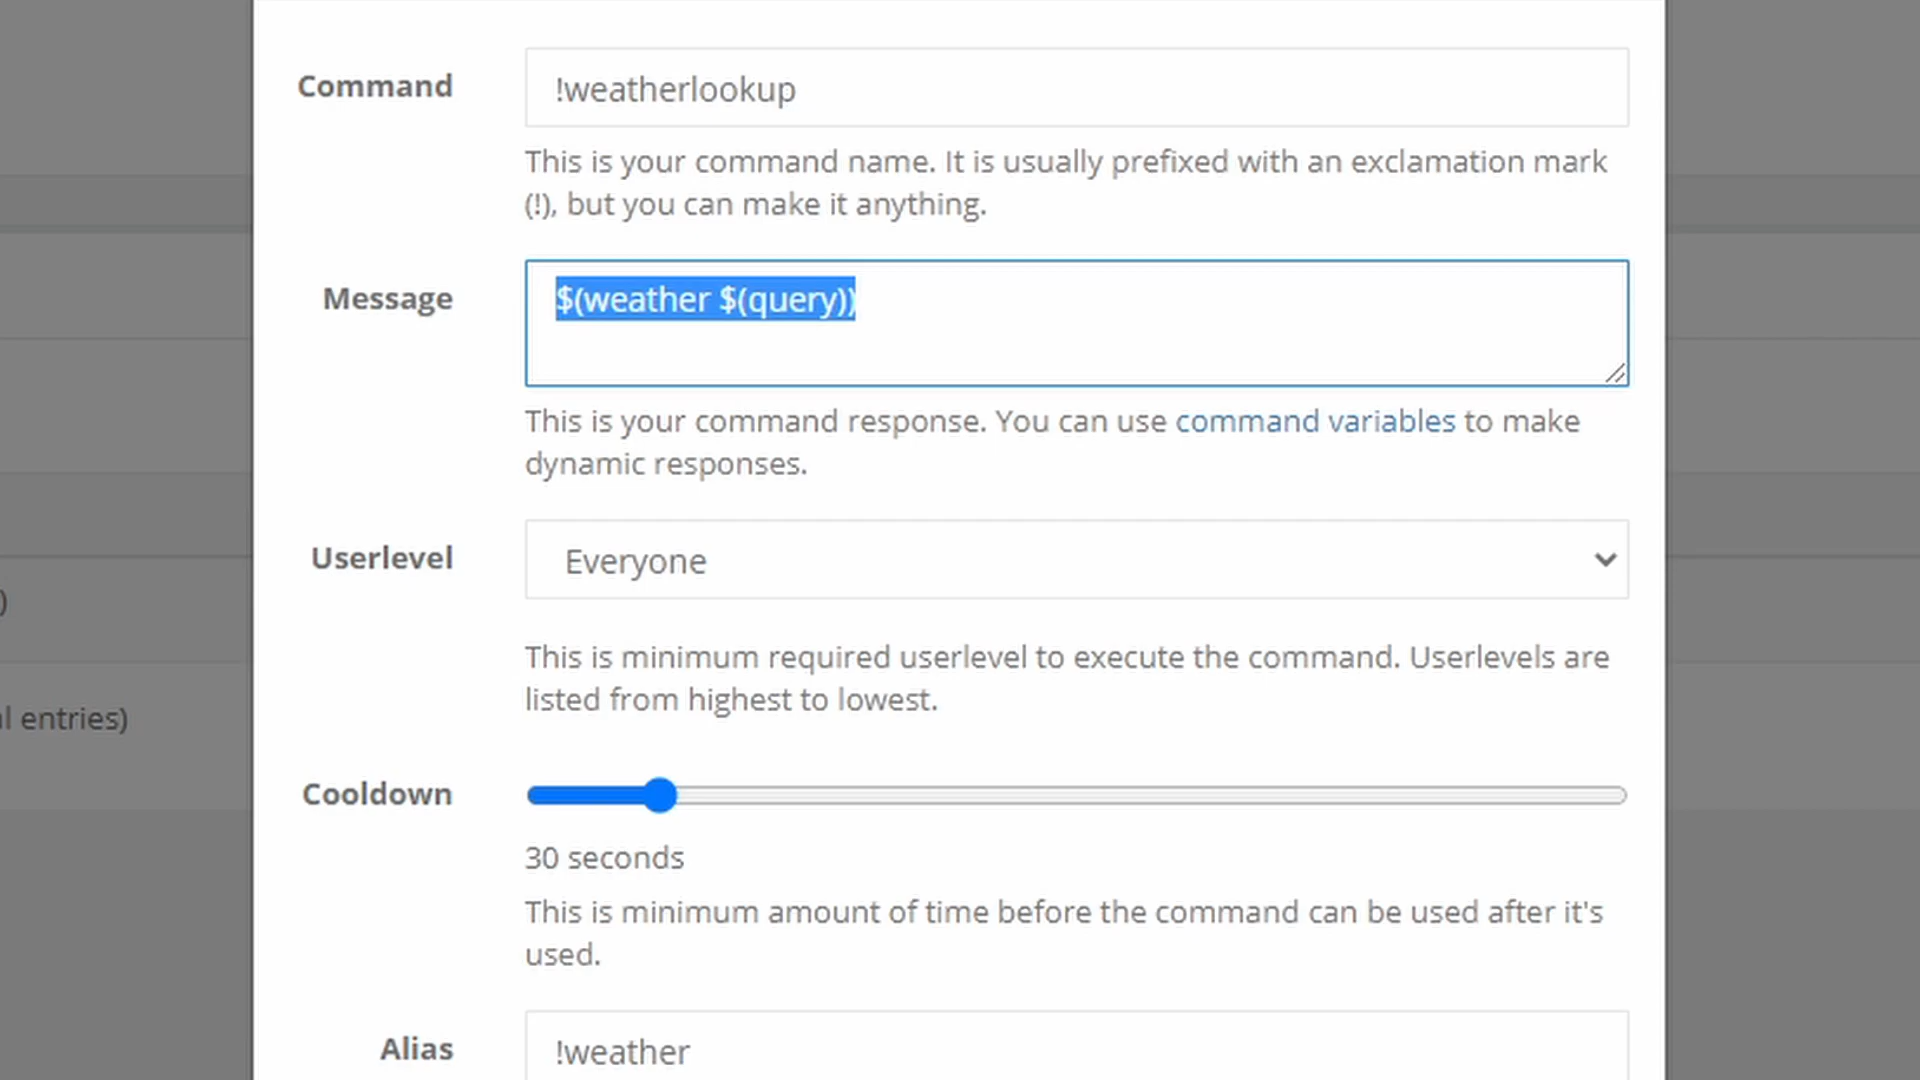 Command
!weatherlookup
This is your command name. It is usually prefixed with an exclamation mark
(!), but you can make it anything.
Message
$(weather $(query))
This is your command response. You can use command variables to make
dynamic responses.
Userlevel
Everyone
)
This is minimum required userlevel to execute the command. Userlevels are
listed from highest to lowest.
l entries)
Cooldown
30 seconds
This is minimum amount of time before the command can be used after it's
used.
Alias
!weather